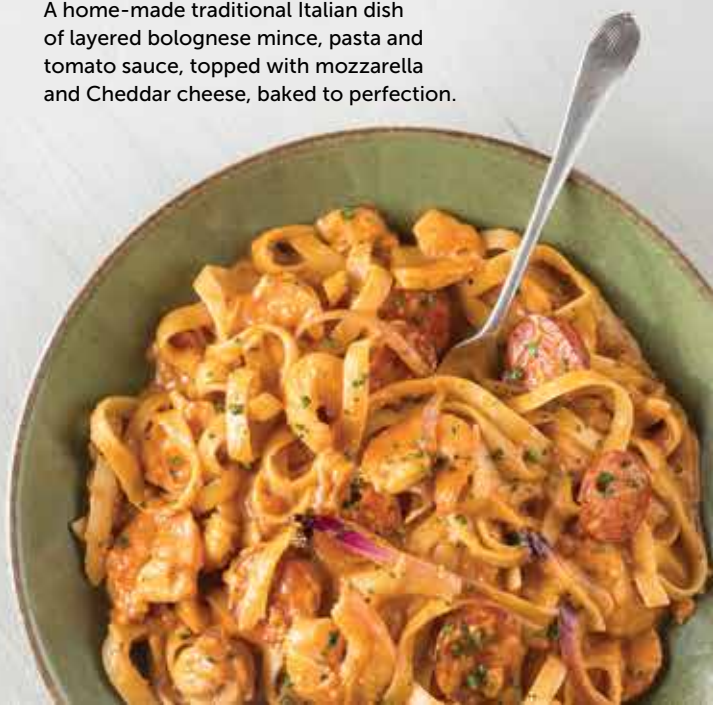 A home-made traditional Italian dish
of layered bolognese mince, pasta and
tomato sauce, topped with mozzarella
and Cheddar cheese, baked to perfection.